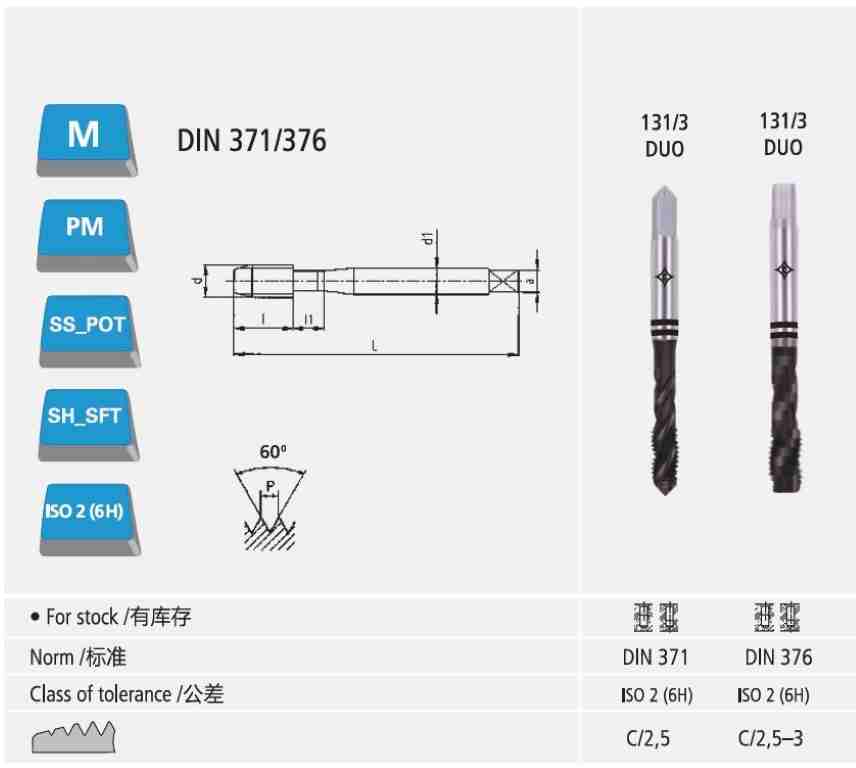 M
DIN 371/376
131/3
DUO
131/3
DUO
PM
SS_POT
SH_SFT
ISO 2 (6H)
d
l
l1
L
d1
a
60°
P
• For stock /有库存
Norm /标准
DIN 371
DIN 376
Class of tolerance /公差
ISO 2 (6H)
ISO 2 (6H)
C/2,5
C/2,5–3